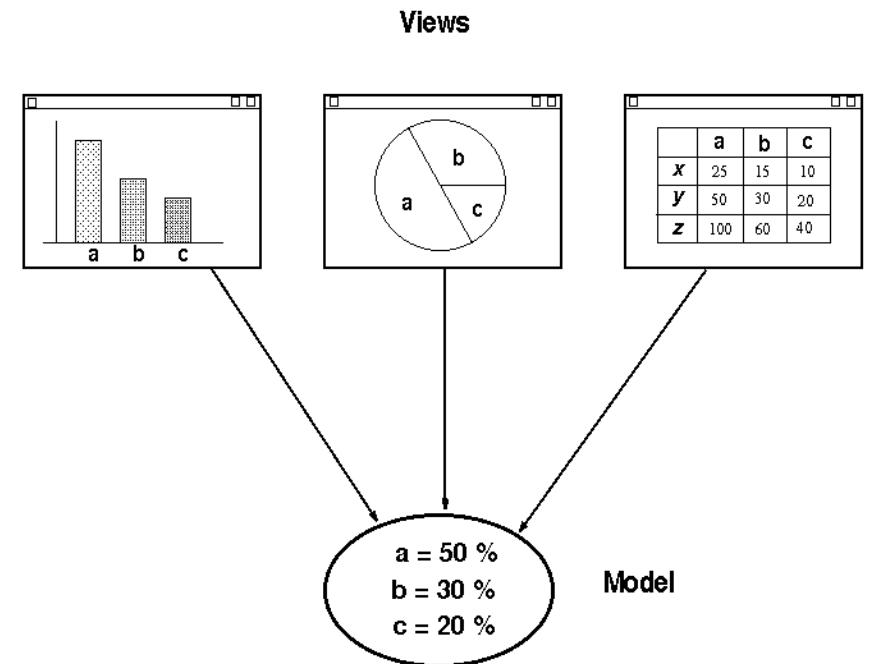 Views
a b c
b
a
c
a b c
x 25 15 10
y 50 30 20
z 100 60 40
a = 50 %
b = 30 %
c = 20 %
Model